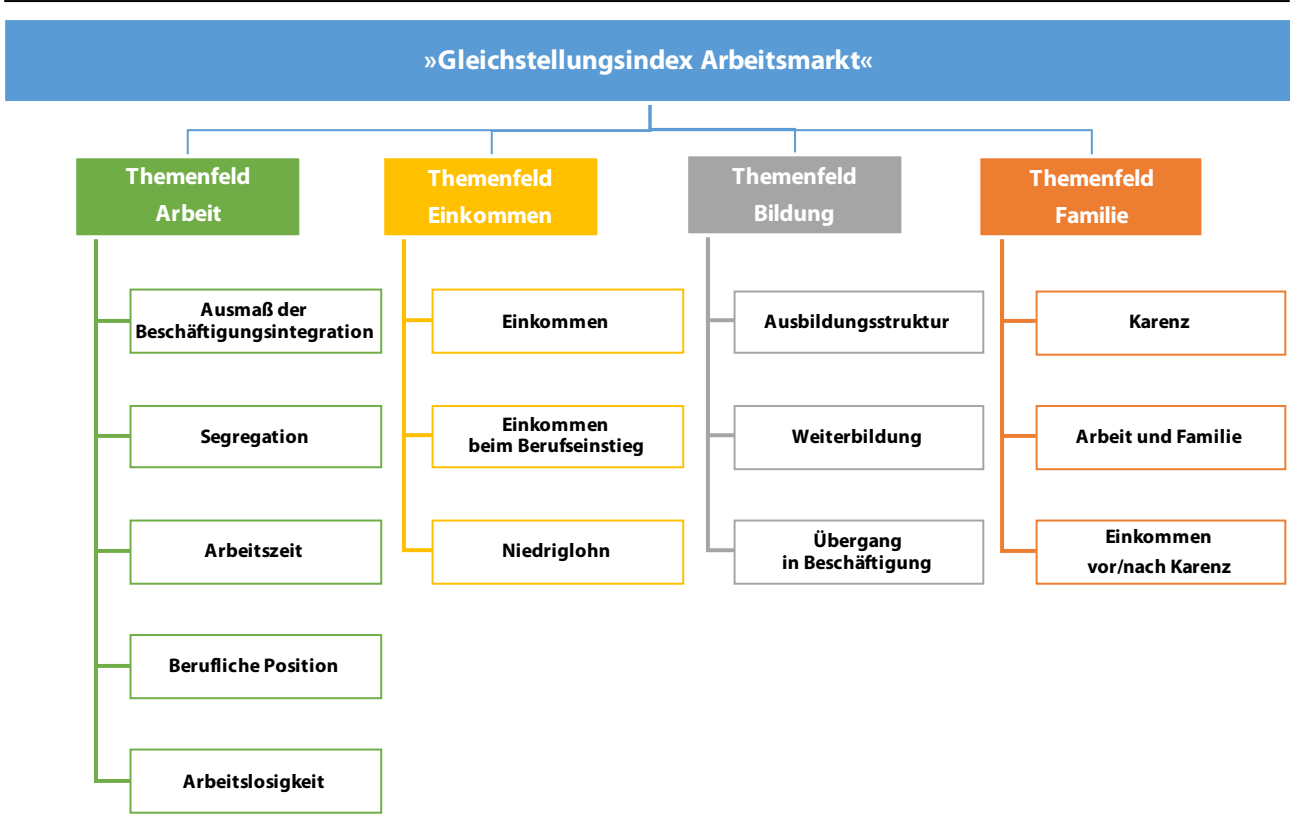 »Gleichstellungsindex Arbeitsmarkt«
Themenfeld
Arbeit
Ausmaß der
Beschäftigungsintegration
Segregation
Arbeitszeit
Berufliche Position
Arbeitslosigkeit
Themenfeld
Einkommen
Einkommen
Einkommen
beim Berufseinstieg
Niedriglohn
Themenfeld
Bildung
Ausbildungsstruktur
Weiterbildung
Übergang
in Beschäftigung
Themenfeld
Familie
Karenz
Arbeit und Familie
Einkommen
vor/nach Karenz